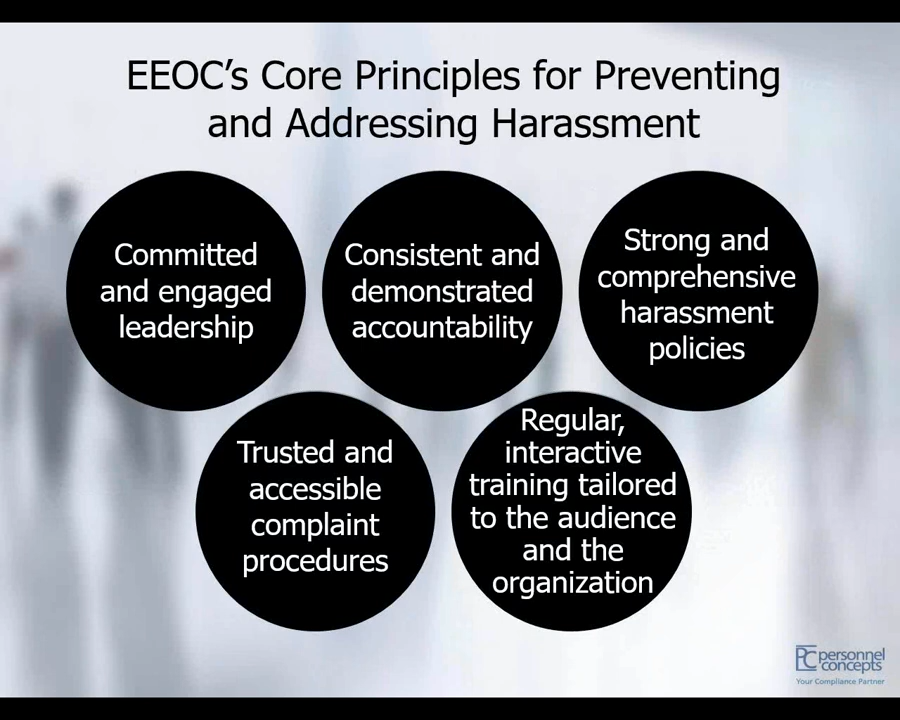 EEOC’s Core Principles for Preventing
and Addressing Harassment
Committed
and engaged
leadership
Consistent and
demonstrated
accountability
Strong and
comprehensive
harassment
policies
Trusted and
accessible
complaint
procedures
Regular,
interactive
training tailored
to the audience
and the
organization
PC personnel
concepts
Your Compliance Partner